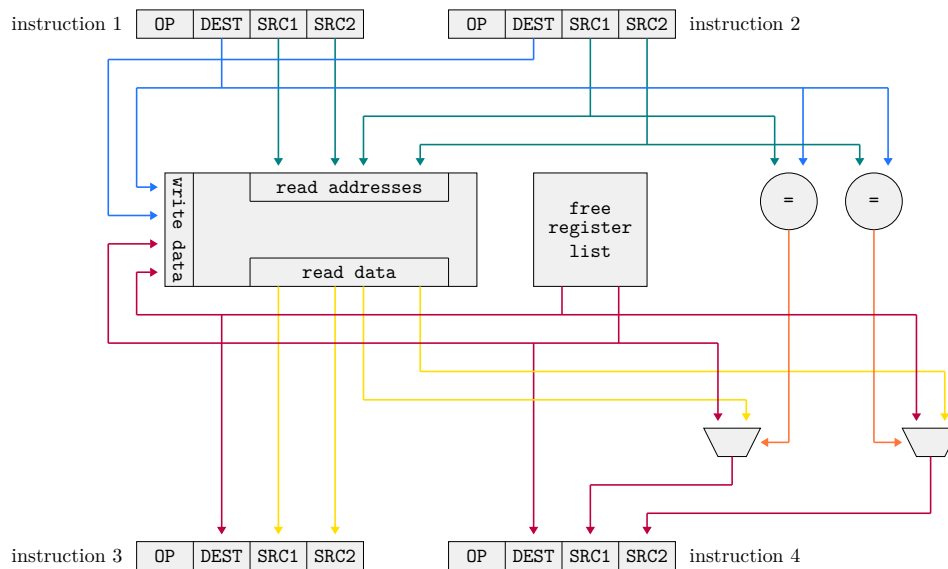 instruction 1 OP DEST SRC1 SRC2
OP DEST SRC1 SRC2 instruction 2
write data
read addresses
free
register
list
=
=
read data
instruction 3 OP DEST SRC1 SRC2
OP DEST SRC1 SRC2 instruction 4